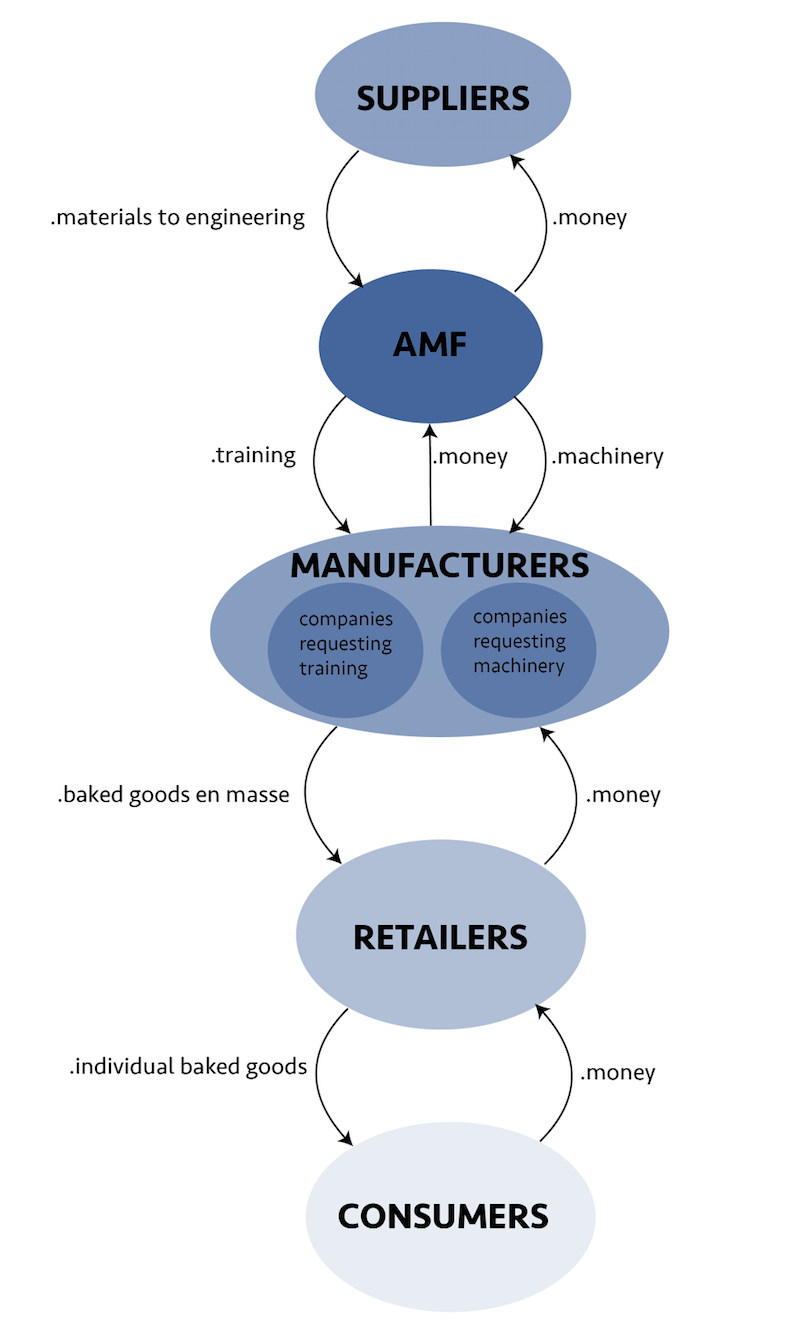 SUPPLIERS
.materials to engineering
.money
AMF
.training
.money
.machinery
MANUFACTURERS
companies
requesting
training
companies
requesting
machinery
.baked goods en masse
.money
RETAILERS
.individual baked goods
.money
CONSUMERS